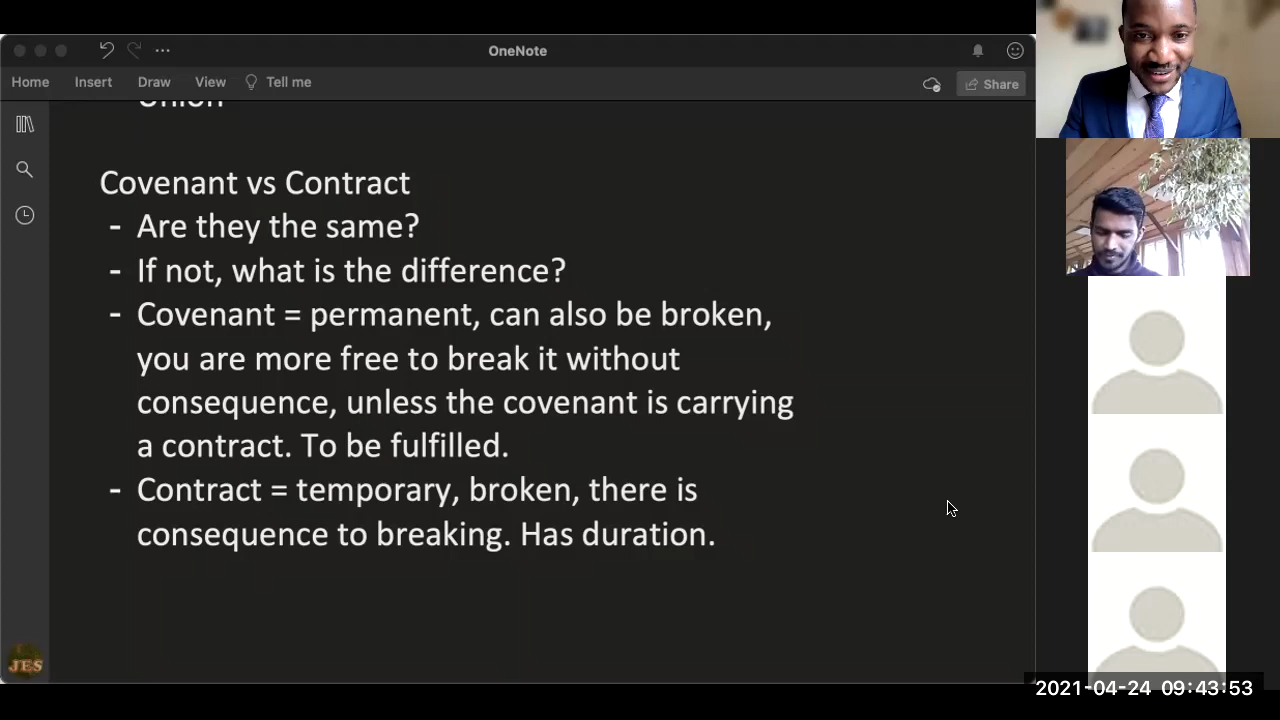 OneNote
Home Insert Draw View Tell me Share
Union
Covenant vs Contract
- Are they the same?
- If not, what is the difference?
- Covenant = permanent, can also be broken,
you are more free to break it without
consequence, unless the covenant is carrying
a contract. To be fulfilled.
- Contract = temporary, broken, there is
consequence to breaking. Has duration.
JES
2021-04-24 09:43:53